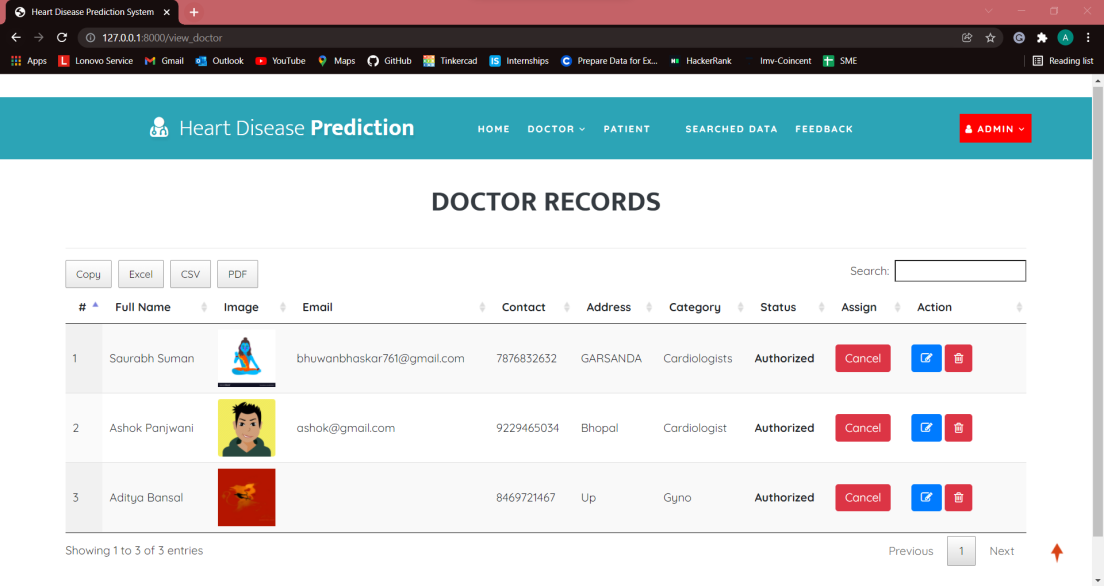 Heart Disease Prediction System
127.0.0.1:8000/view_doctor
Apps Lonovo Service Gmail Outlook YouTube Maps GitHub Tinkercad Internships Prepare Data for Ex... HackerRank Imv-Coincent SME Reading list
Heart Disease Prediction HOME DOCTOR PATIENT SEARCHED DATA FEEDBACK ADMIN
DOCTOR RECORDS
Copy Excel CSV PDF Search:
# Full Name Image Email Contact Address Category Status Assign Action
1 Saurabh Suman bhuwanbhaskar761@gmail.com 7876832632 GARSANDA Cardiologists Authorized Cancel
2 Ashok Panjwani ashok@gmail.com 9229465034 Bhopal Cardiologist Authorized Cancel
3 Aditya Bansal 8469721467 Up Gyno Authorized Cancel
Showing 1 to 3 of 3 entries Previous 1 Next